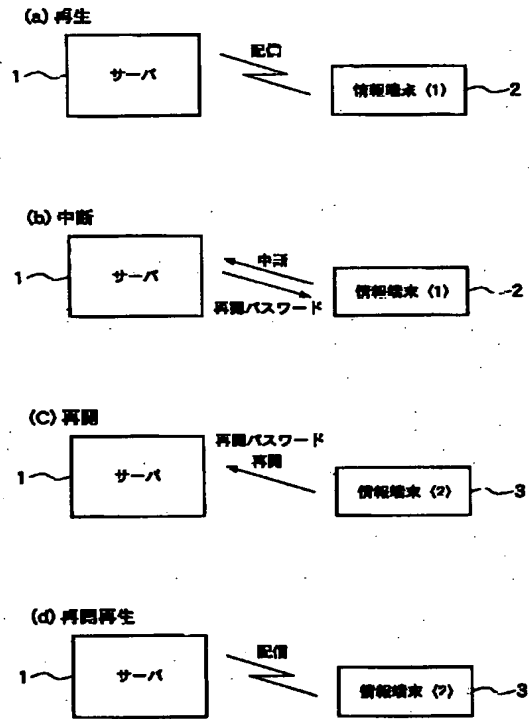 (a) 再生
配信
1
サーバ
情報端末 (1)
2
(b) 中断
中断
1
サーバ
情報端末 (1)
2
再開パスワード
(C) 再開
再開パスワード
再開
1
サーバ
情報端末 (2)
3
(d) 再開再生
配信
1
サーバ
情報端末 (2)
3